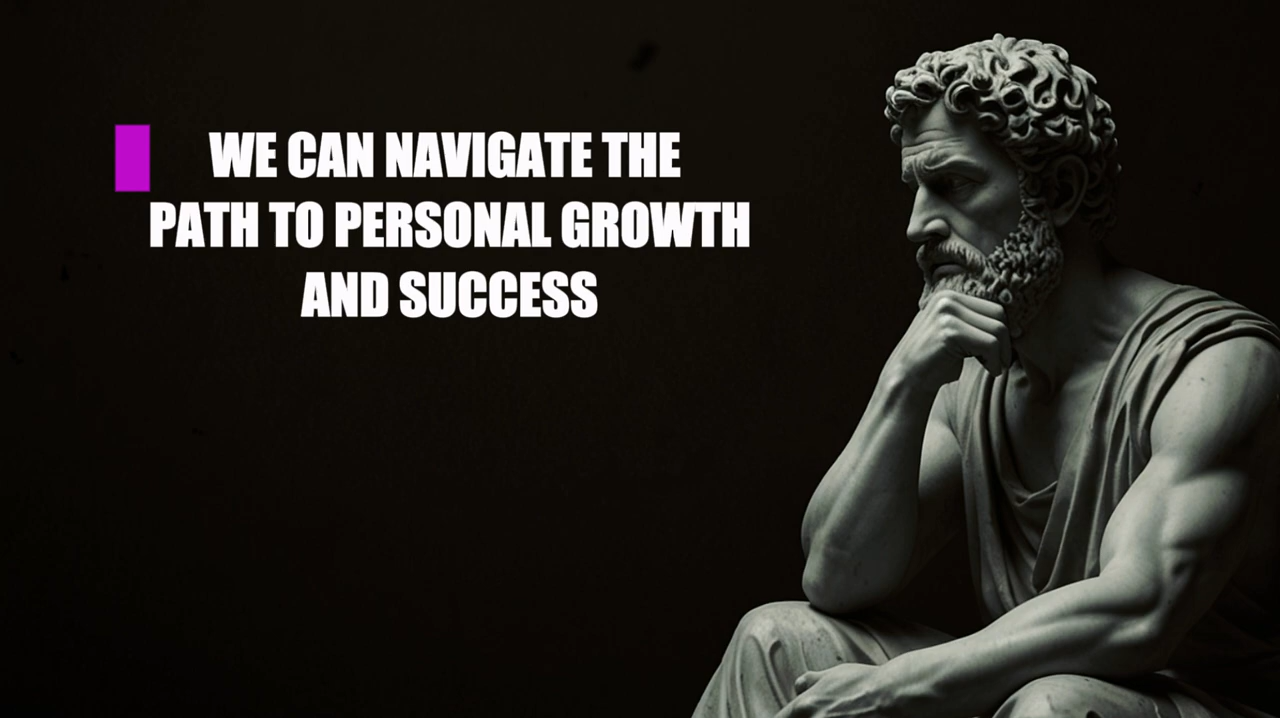 WE CAN NAVIGATE THE
PATH TO PERSONAL GROWTH
AND SUCCESS